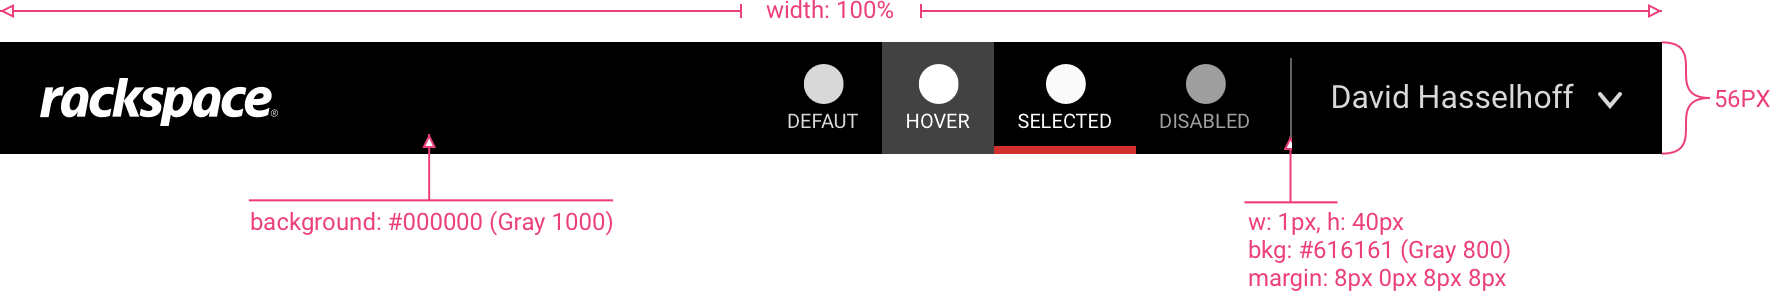 width: 100%
rackspace®
DEFAUT
HOVER
SELECTED
DISABLED
David Hasselhoff
56PX
background: #000000 (Gray 1000)
w: 1px, h: 40px
bkg: #616161 (Gray 800)
margin: 8px 0px 8px 8px